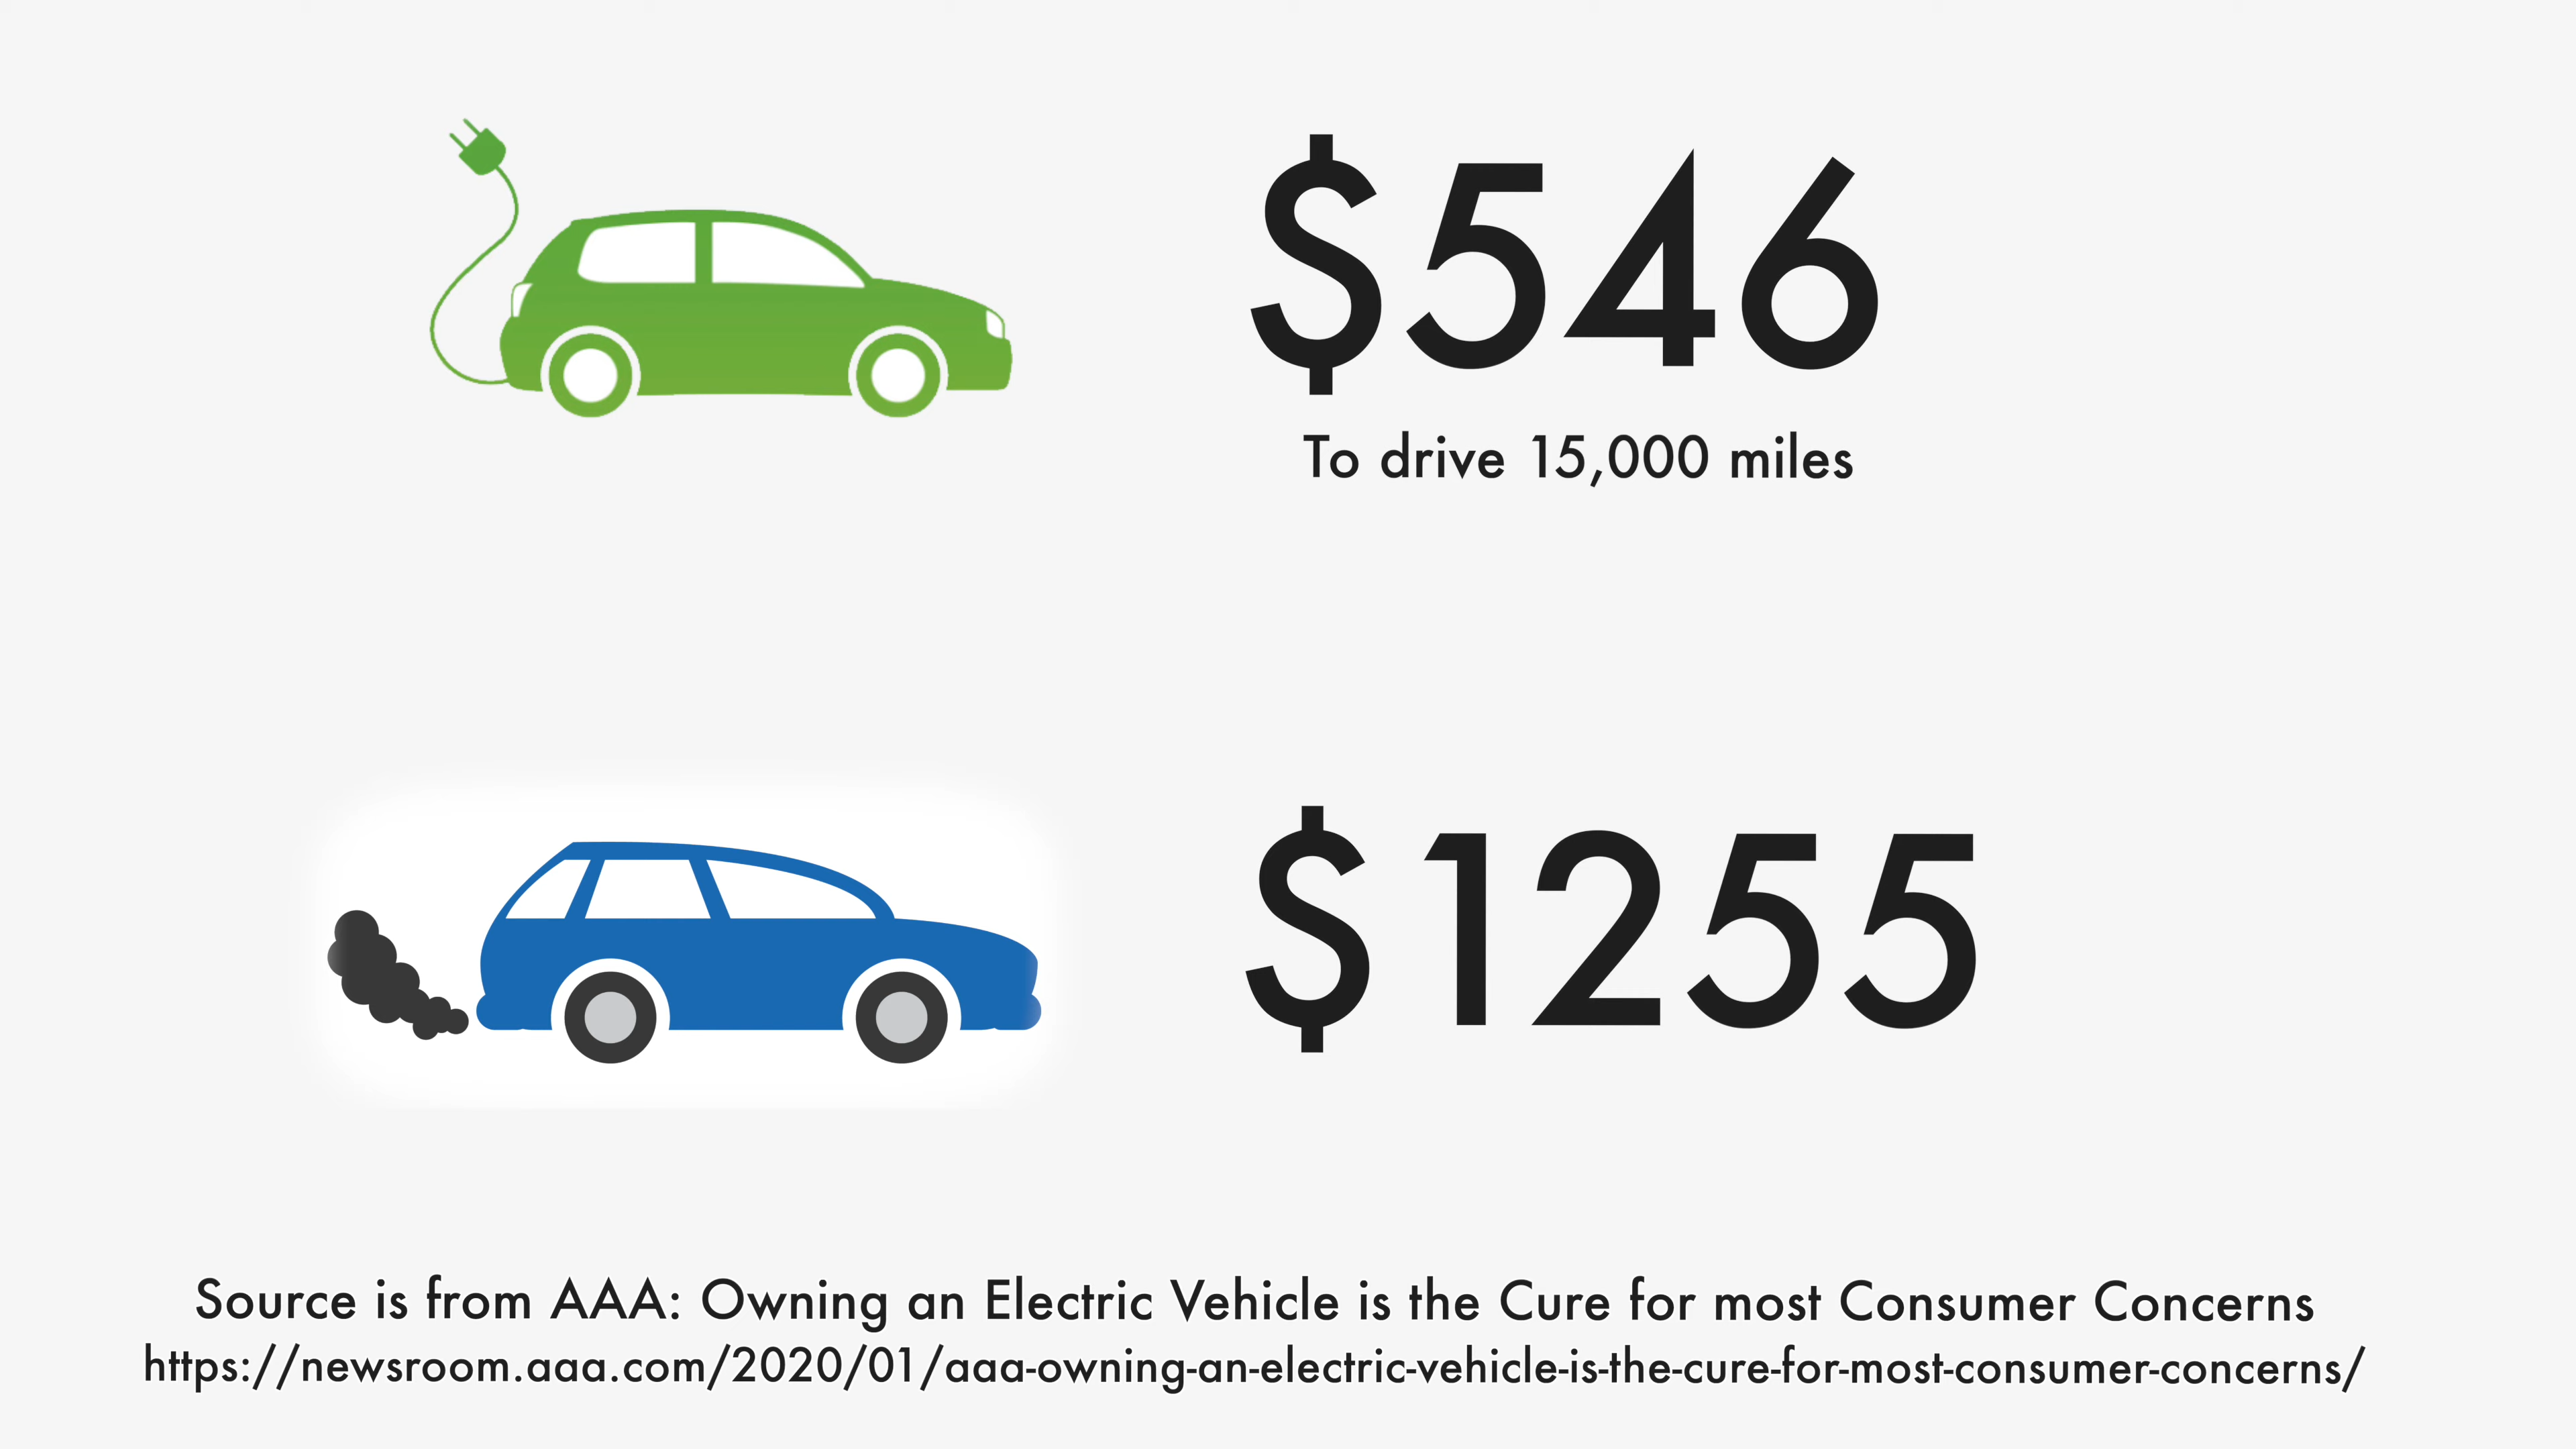 $546
To drive 15,000 miles
$1255
Source is from AAA: Owning an Electric Vehicle is the Cure for most Consumer Concerns
https://newsroom.aaa.com/2020/01/aaa-owning-an-electric-vehicle-is-the-cure-for-most-consumer-concerns/